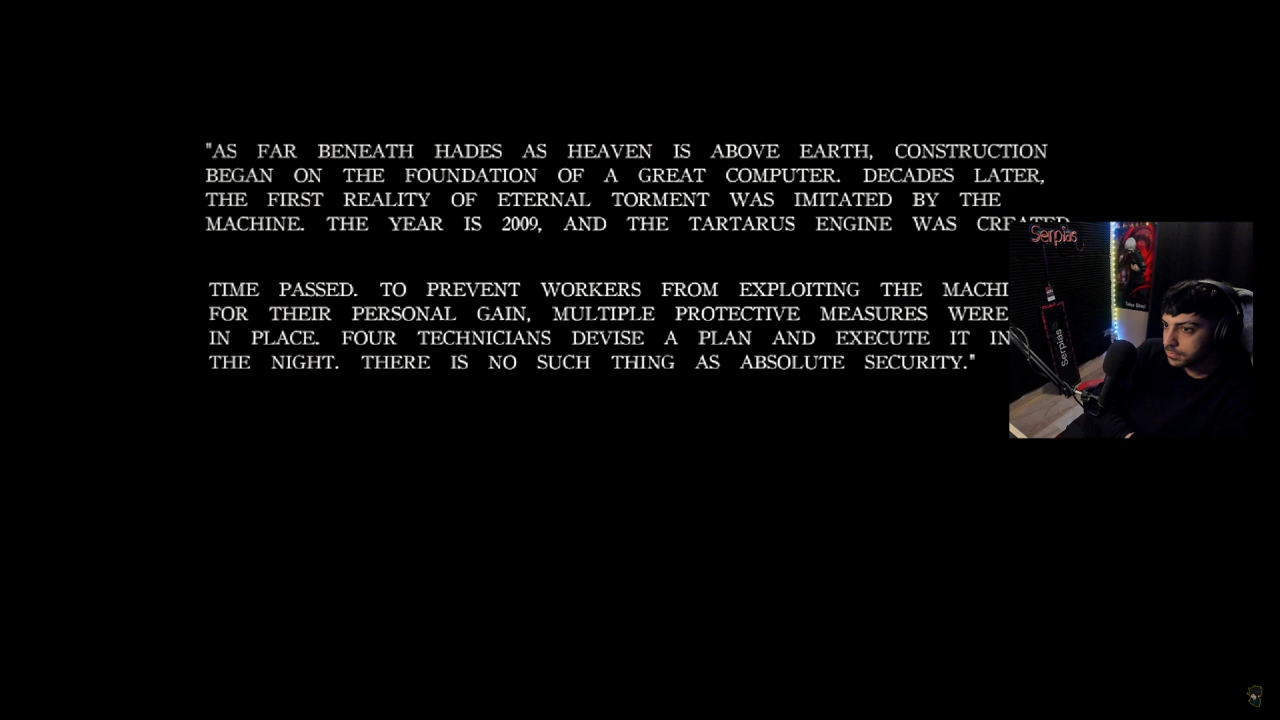 "AS FAR BENEATH HADES AS HEAVEN IS ABOVE EARTH, CONSTRUCTION
BEGAN ON THE FOUNDATION OF A GREAT COMPUTER. DECADES LATER,
THE FIRST REALITY OF ETERNAL TORMENT WAS IMITATED BY THE
MACHINE. THE YEAR IS 2009, AND THE TARTARUS ENGINE WAS CREATED
Serpias
TIME PASSED. TO PREVENT WORKERS FROM EXPLOITING THE MACHI
FOR THEIR PERSONAL GAIN, MULTIPLE PROTECTIVE MEASURES WERE
IN PLACE. FOUR TECHNICIANS DEVISE A PLAN AND EXECUTE IT IN
THE NIGHT. THERE IS NO SUCH THING AS ABSOLUTE SECURITY."
Serpias